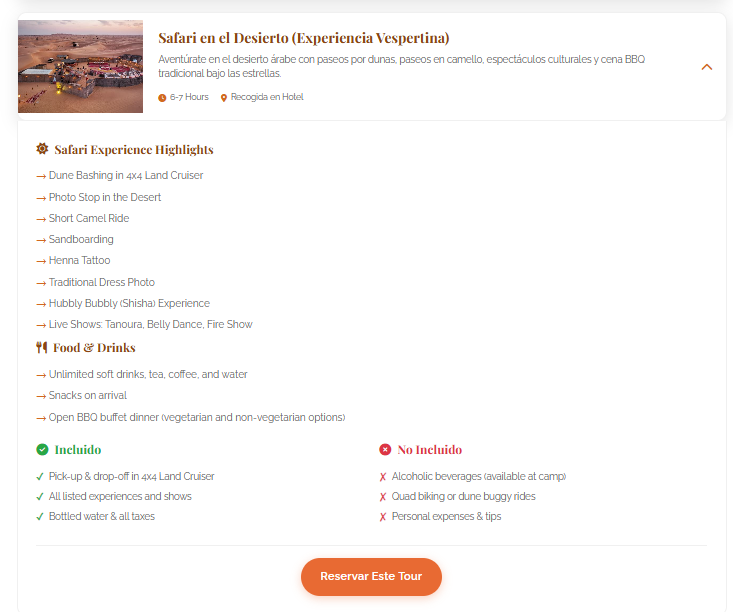 Safari en el Desierto (Experiencia Vespertina)
Aventúrate en el desierto árabe con paseos por dunas, paseos en camello, espectáculos culturales y cena BBQ
tradicional bajo las estrellas.
6-7 Hours Recogida en Hotel
Safari Experience Highlights
→ Dune Bashing in 4x4 Land Cruiser
→ Photo Stop in the Desert
→ Short Camel Ride
→ Sandboarding
→ Henna Tattoo
→ Traditional Dress Photo
→ Hubbly Bubbly (Shisha) Experience
→ Live Shows: Tanoura, Belly Dance, Fire Show
Food & Drinks
→ Unlimited soft drinks, tea, coffee, and water
→ Snacks on arrival
→ Open BBQ buffet dinner (vegetarian and non-vegetarian options)
Incluido
✓ Pick-up & drop-off in 4x4 Land Cruiser
✓ All listed experiences and shows
✓ Bottled water & all taxes
No Incluido
✗ Alcoholic beverages (available at camp)
✗ Quad biking or dune buggy rides
✗ Personal expenses & tips
Reservar Este Tour